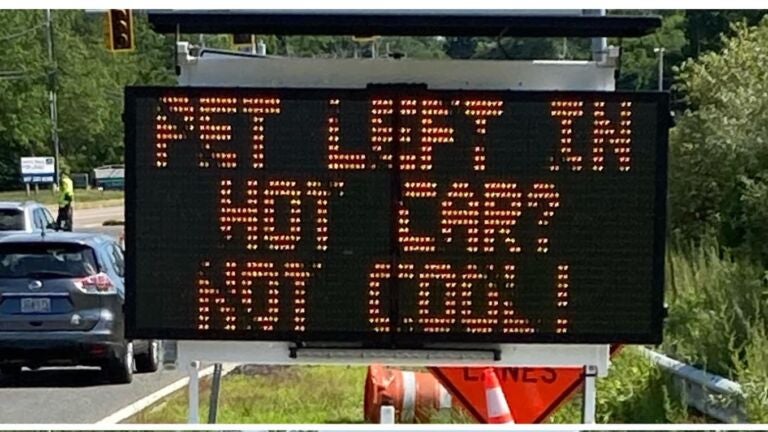 PET LEFT IN
HOT CAR?
NOT COOL!
LANES